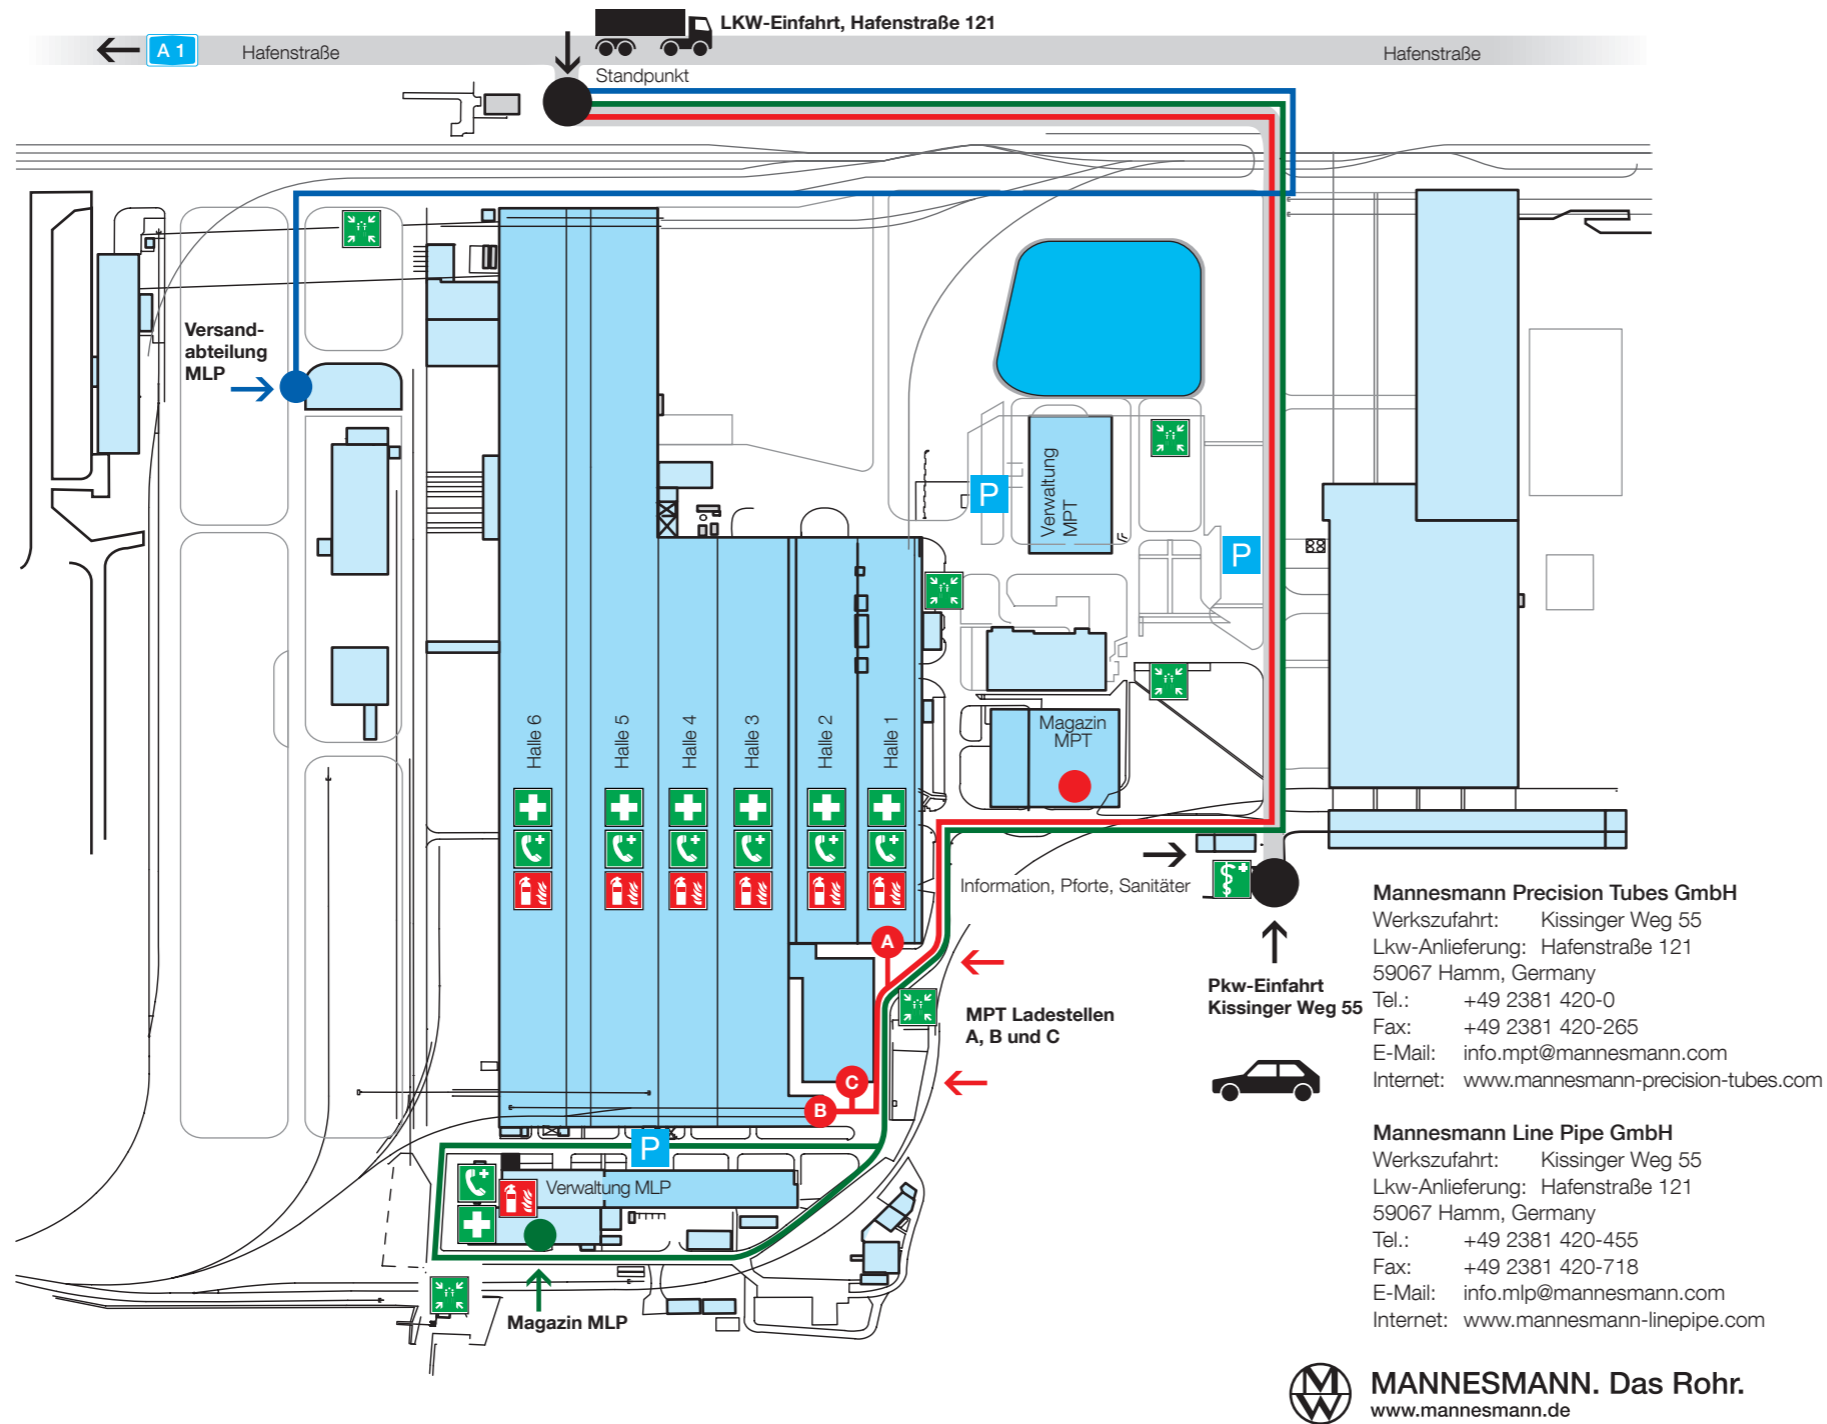 LKW-Einfahrt, Hafenstraße 121
A 1
Hafenstraße
Hafenstraße
Standpunkt
Versand-
abteilung
MLP
Verwaltung
MPT
P
P
Halle 6
Halle 5
Halle 4
Halle 3
Halle 2
Halle 1
Magazin
MPT
Information, Pforte, Sanitäter
A
MPT Ladestellen
A, B und C
C
B
Pkw-Einfahrt
Kissinger Weg 55
P
Verwaltung MLP
Magazin MLP
Mannesmann Precision Tubes GmbH
Werkszufahrt: Kissinger Weg 55
Lkw-Anlieferung: Hafenstraße 121
59067 Hamm, Germany
Tel.: +49 2381 420-0
Fax: +49 2381 420-265
E-Mail: info.mpt@mannesmann.com
Internet: www.mannesmann-precision-tubes.com
Mannesmann Line Pipe GmbH
Werkszufahrt: Kissinger Weg 55
Lkw-Anlieferung: Hafenstraße 121
59067 Hamm, Germany
Tel.: +49 2381 420-455
Fax: +49 2381 420-718
E-Mail: info.mlp@mannesmann.com
Internet: www.mannesmann-linepipe.com
MW
MANNESMANN. Das Rohr.
www.mannesmann.de